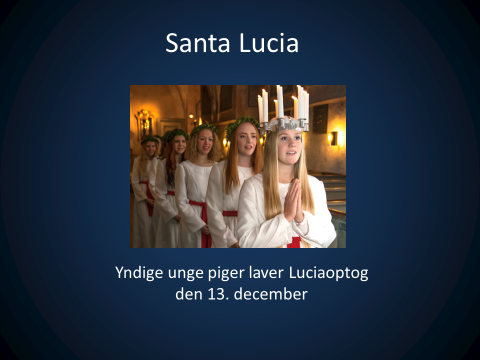 Santa Lucia
Yndige unge piger laver Luciaoptog
den 13. december